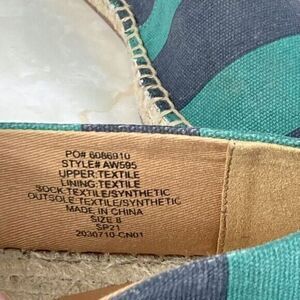 PO# 6086910
STYLE# AW595
UPPER:TEXTILE
LINING:TEXTILE
SOCK:TEXTILE/SYNTHETIC
OUTSOLE:TEXTILE/SYNTHETIC
MADE IN CHINA
SIZE 8
SP21
2030710-CN01